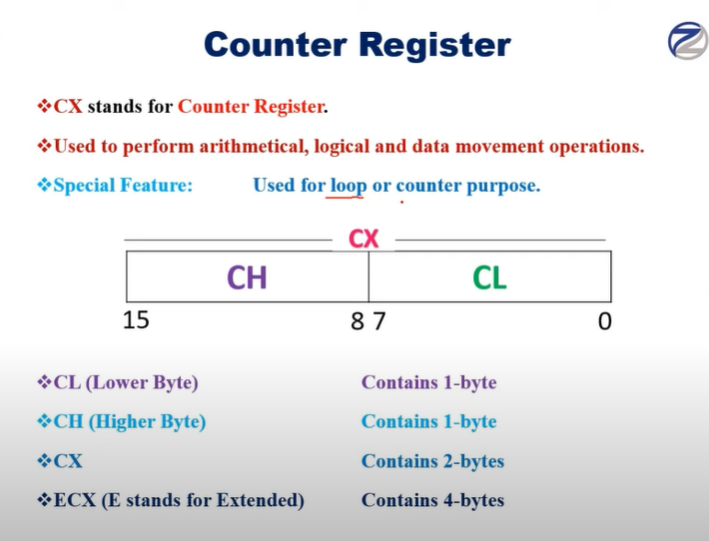 Counter Register
❖CX stands for Counter Register.
❖Used to perform arithmetical, logical and data movement operations.
❖Special Feature: Used for loop or counter purpose.
CX
CH CL
15 8 7 0
❖CL (Lower Byte) Contains 1-byte
❖CH (Higher Byte) Contains 1-byte
❖CX Contains 2-bytes
❖ECX (E stands for Extended) Contains 4-bytes